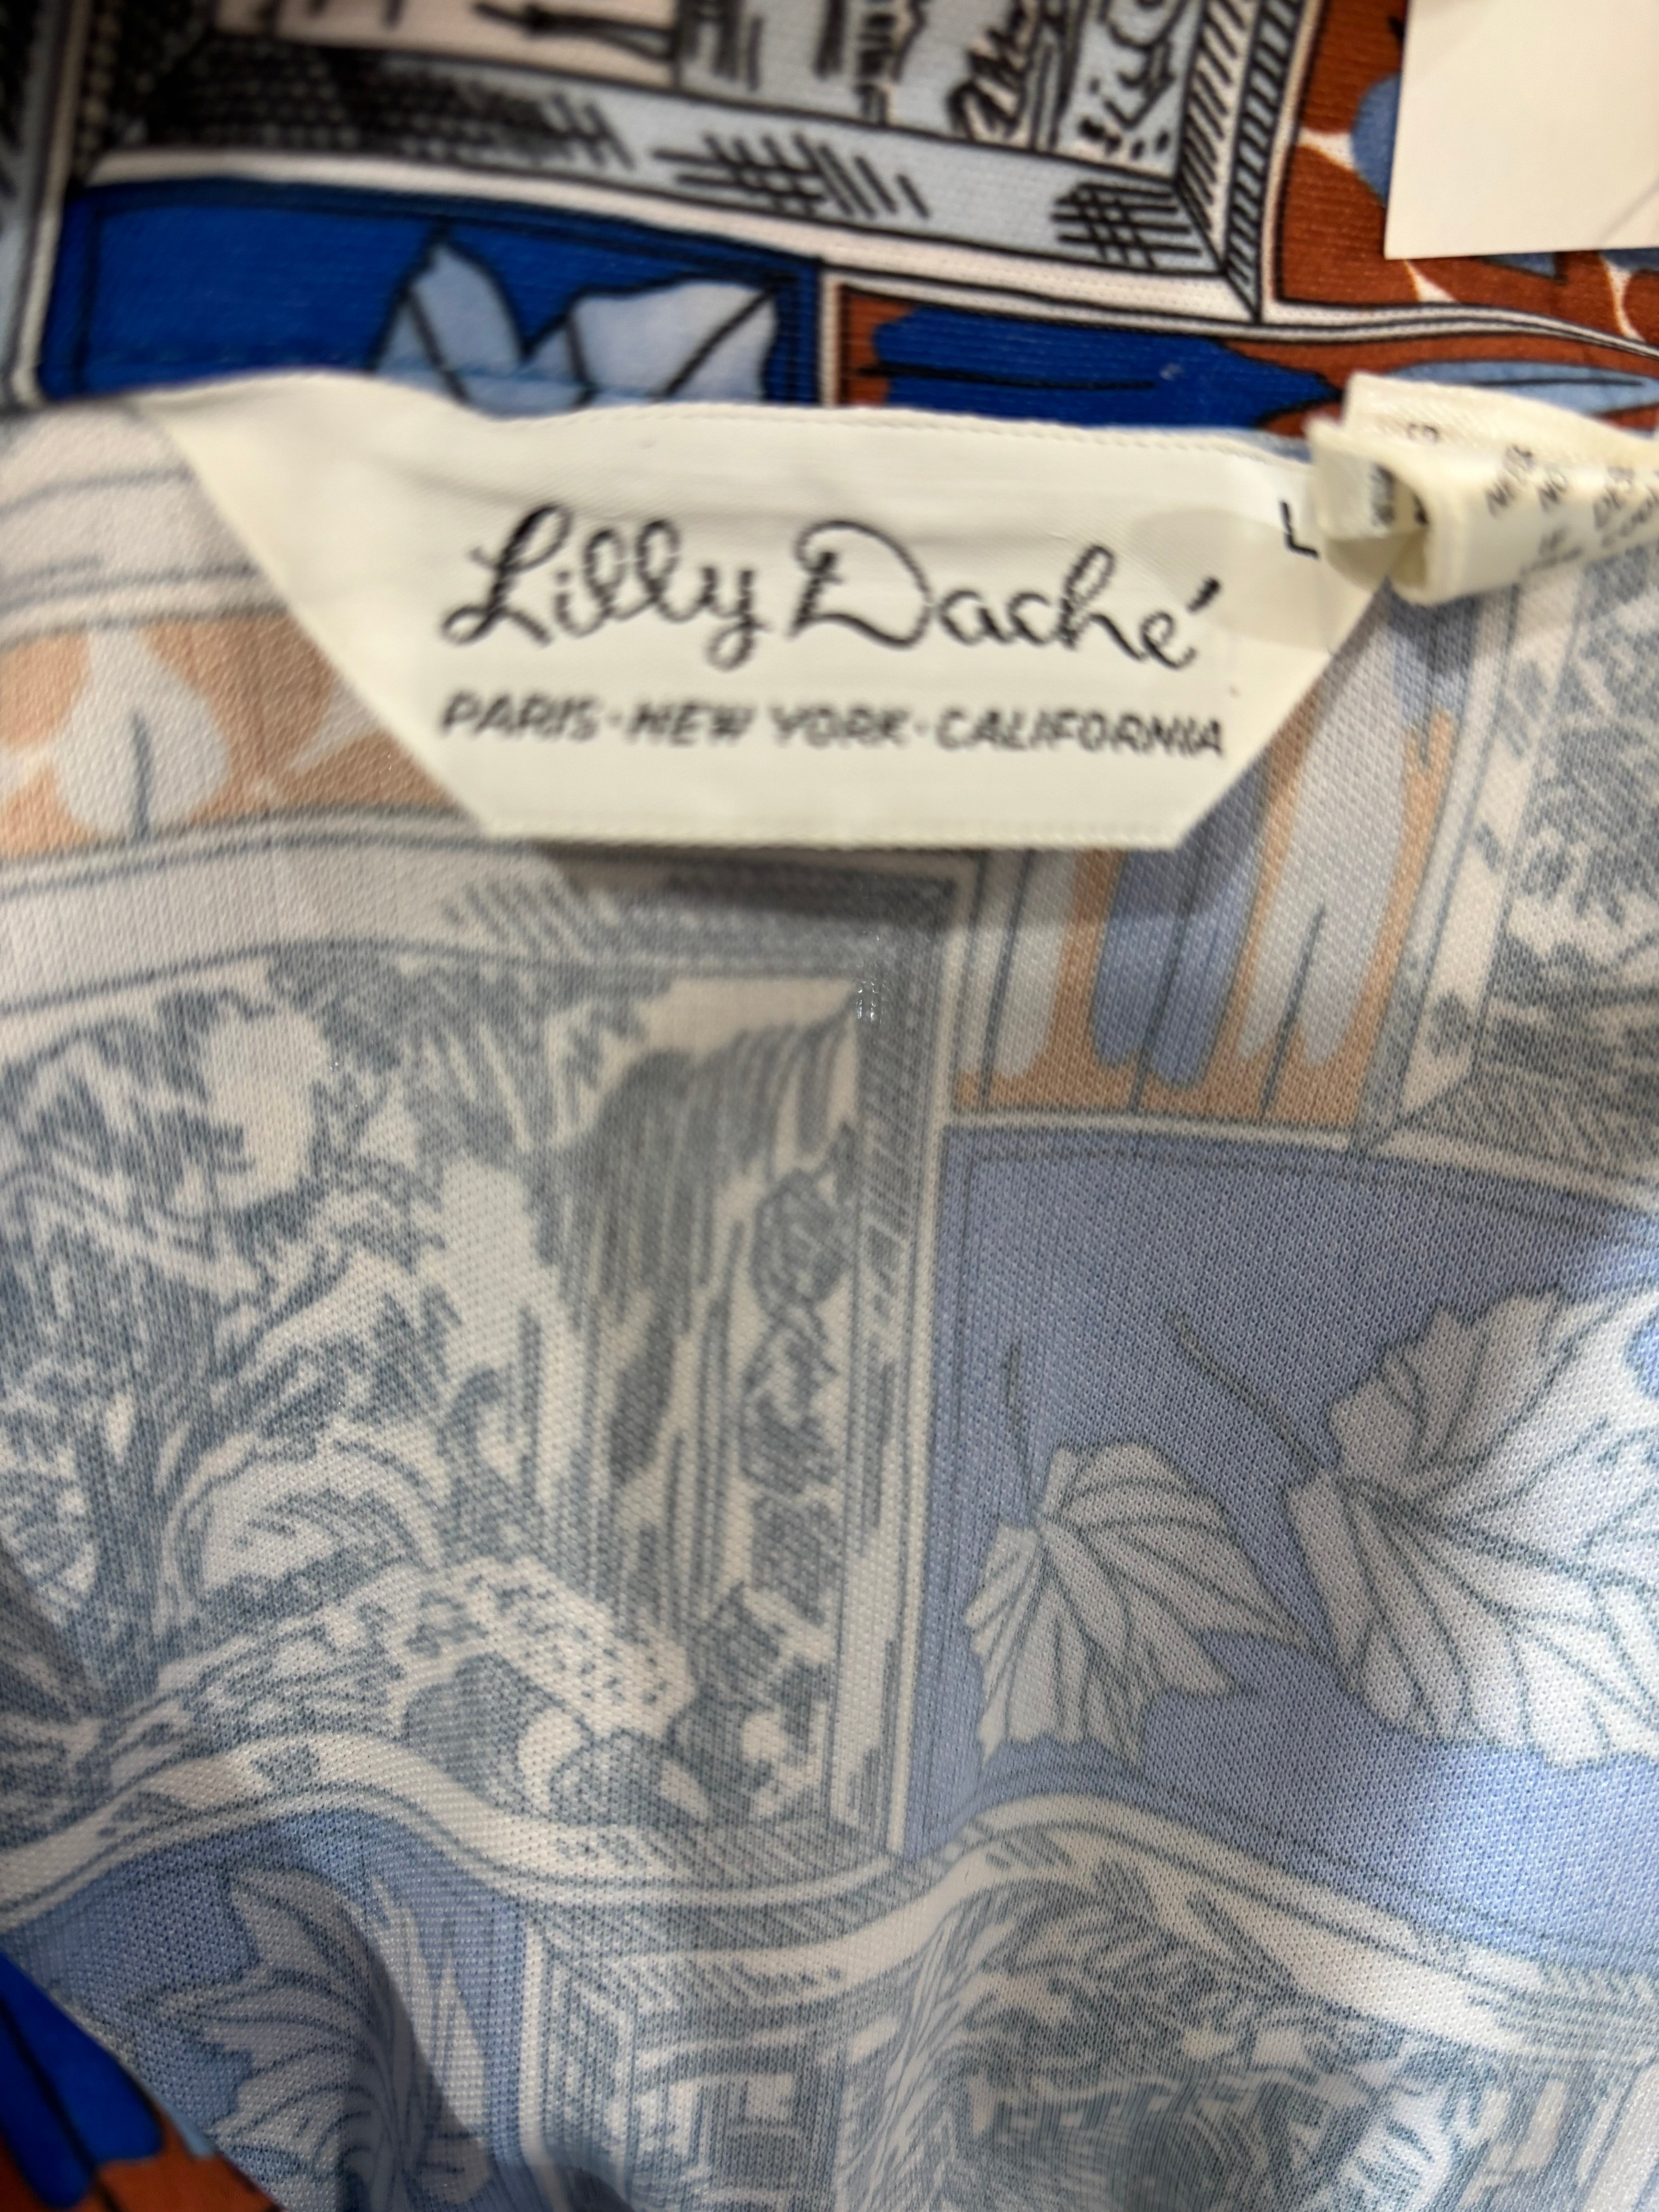 Lilly Daché
PARIS·NEW YORK·CALIFORNIA
L